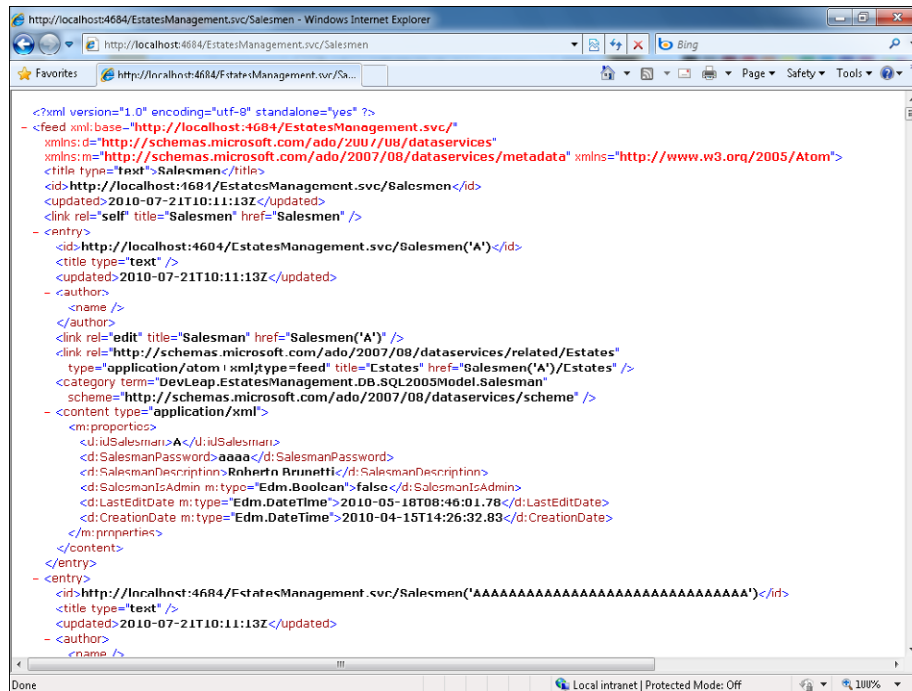 http://localhost:4684/EstatesManagement.svc/Salesmen - Windows Internet Explorer
http://localhost:4684/EstatesManagement.svc/Salesmen
Bing
Favorites
http://localhost:4684/EstatesManagement.svc/Sa...
Page Safety Tools
<?xml version="1.0" encoding="utf-8" standalone="yes" ?>
- <feed xml:base="http://localhost:4684/EstatesManagement.svc/"
xmlns:d="http://schemas.microsoft.com/ado/2007/08/dataservices"
xmlns:m="http://schemas.microsoft.com/ado/2007/08/dataservices/metadata" xmlns="http://www.w3.org/2005/Atom">
<title type="text">Salesmen</title>
<id>http://localhost:4684/EstatesManagement.svc/Salesmen</id>
<updated>2010-07-21T10:11:13Z</updated>
<link rel="self" title="Salesmen" href="Salesmen" />
- <entry>
<id>http://localhost:4684/EstatesManagement.svc/Salesmen('A')</id>
<title type="text" />
<updated>2010-07-21T10:11:13Z</updated>
- <author>
<name />
</author>
<link rel="edit" title="Salesman" href="Salesmen('A')" />
<link rel="http://schemas.microsoft.com/ado/2007/08/dataservices/related/Estates"
type="application/atom+xml;type=feed" title="Estates" href="Salesmen('A')/Estates" />
<category term="DevLeap.EstatesManagement.DB.SQL2005Model.Salesman"
scheme="http://schemas.microsoft.com/ado/2007/08/dataservices/scheme" />
- <content type="application/xml">
<m:properties>
<d:idSalesman>A</d:idSalesman>
<d:SalesmanPassword>aaaa</d:SalesmanPassword>
<d:SalesmanDescription>Roberto Brunetti</d:SalesmanDescription>
<d:SalesmanIsAdmin m:type="Edm.Boolean">false</d:SalesmanIsAdmin>
<d:LastEditDate m:type="Edm.DateTime">2010-05-18T08:46:01.78</d:LastEditDate>
<d:CreationDate m:type="Edm.DateTime">2010-04-15T14:26:32.83</d:CreationDate>
</m:properties>
</content>
</entry>
- <entry>
<id>http://localhost:4684/EstatesManagement.svc/Salesmen('AAAAAAAAAAAAAAAAAAAAAAAAAAAAAAA')</id>
<title type="text" />
<updated>2010-07-21T10:11:13Z</updated>
- <author>
<name />
Done
Local intranet | Protected Mode: Off
100%